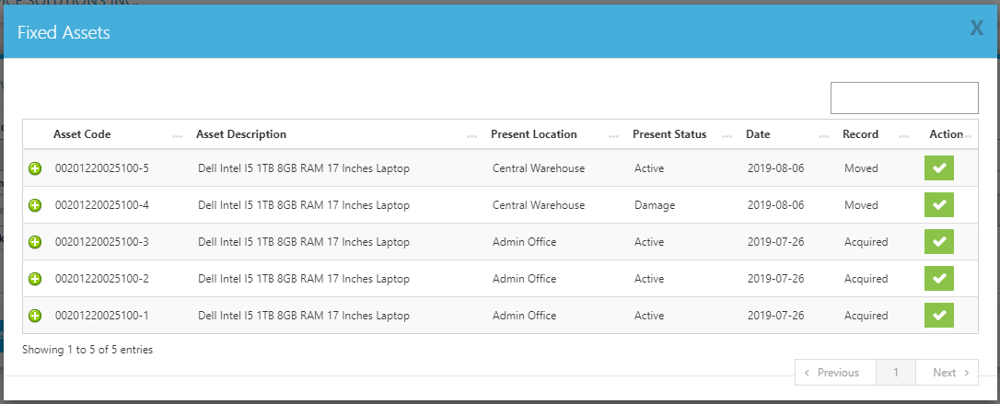 SOLUTIONS INC.
Fixed Assets X
Asset Code ... Asset Description ... Present Location ... Present Status ... Date ... Record ... Action ...
00201220025100-5 Dell Intel I5 1TB 8GB RAM 17 Inches Laptop Central Warehouse Active 2019-08-06 Moved
00201220025100-4 Dell Intel I5 1TB 8GB RAM 17 Inches Laptop Central Warehouse Damage 2019-08-06 Moved
00201220025100-3 Dell Intel I5 1TB 8GB RAM 17 Inches Laptop Admin Office Active 2019-07-26 Acquired
00201220025100-2 Dell Intel I5 1TB 8GB RAM 17 Inches Laptop Admin Office Active 2019-07-26 Acquired
00201220025100-1 Dell Intel I5 1TB 8GB RAM 17 Inches Laptop Admin Office Active 2019-07-26 Acquired
Showing 1 to 5 of 5 entries
< Previous 1 Next >